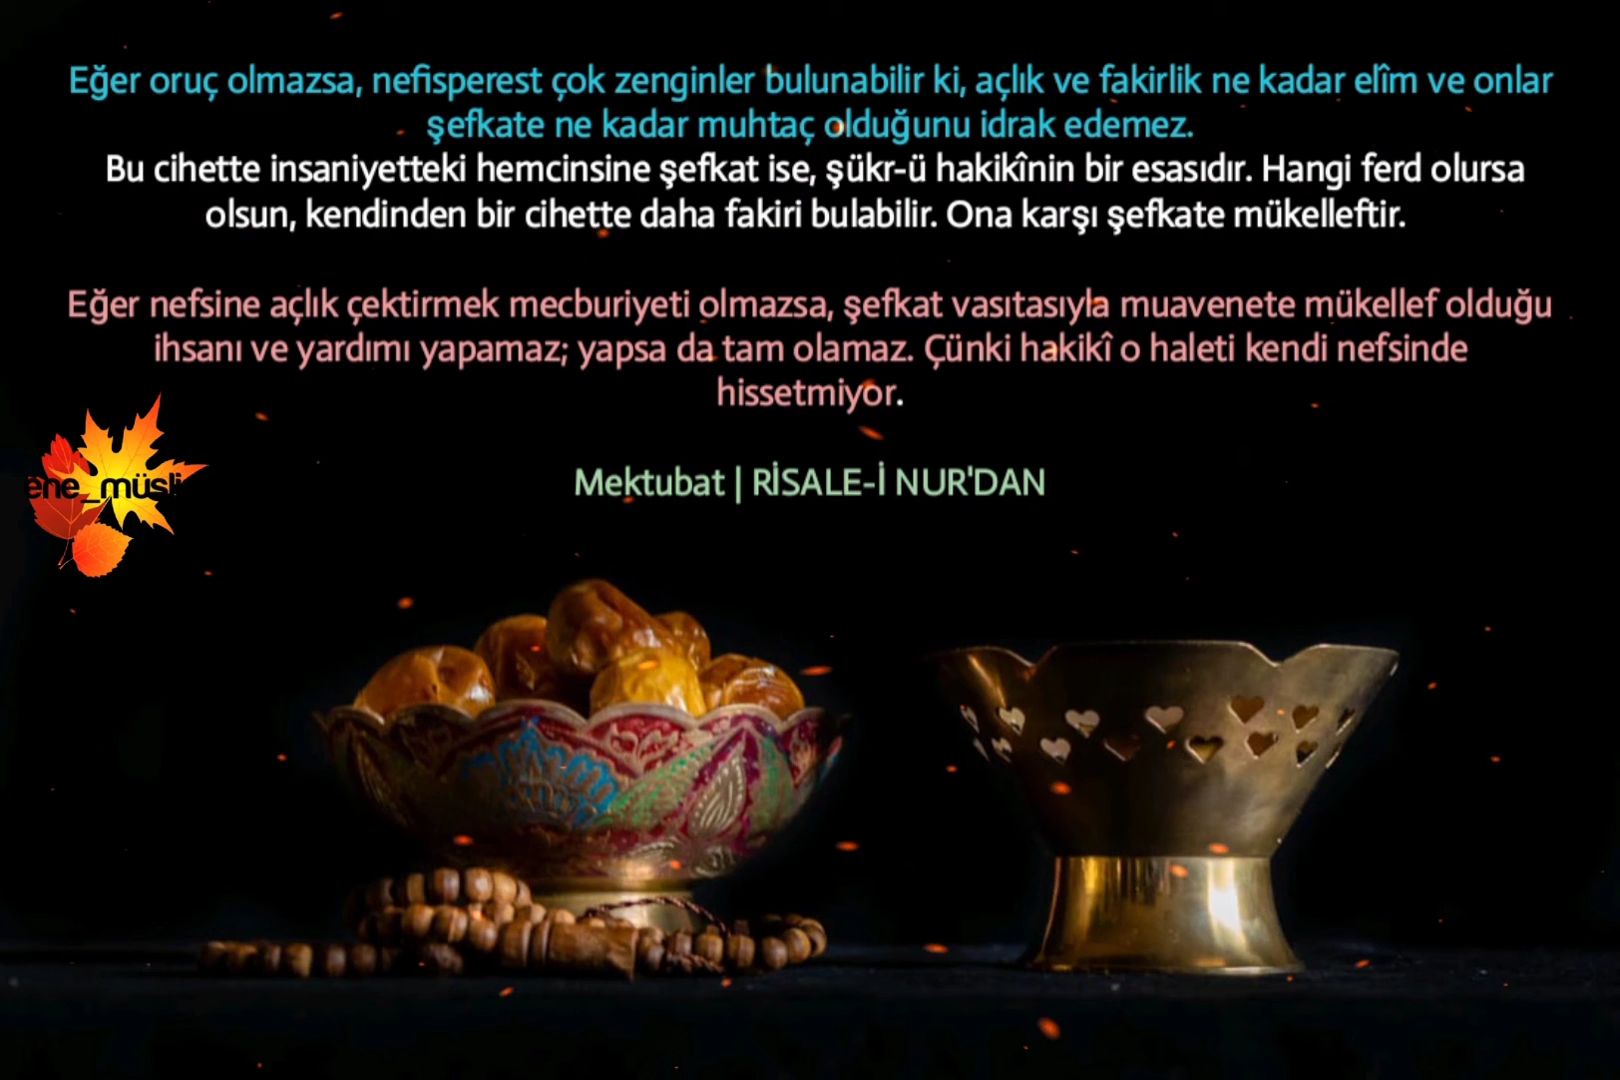 Eğer oruç olmazsa, nefisperest çok zenginler bulunabilir ki, açlık ve fakirlik ne kadar elîm ve onlar
şefkate ne kadar muhtaç olduğunu idrak edemez.
Bu cihette insaniyetteki hemcinsine şefkat ise, şükr-ü hakikînin bir esasıdır. Hangi ferd olursa
olsun, kendinden bir cihette daha fakiri bulabilir. Ona karşı şefkate mükelleftir.
Eğer nefsine açlık çektirmek mecburiyeti olmazsa, şefkat vasıtasıyla muavenete mükellef olduğu
ihsanı ve yardımı yapamaz; yapsa da tam olamaz. Çünki hakikî o haleti kendi nefsinde
hissetmiyor.
ene_müsli
Mektubat | RİSALE-İ NUR'DAN